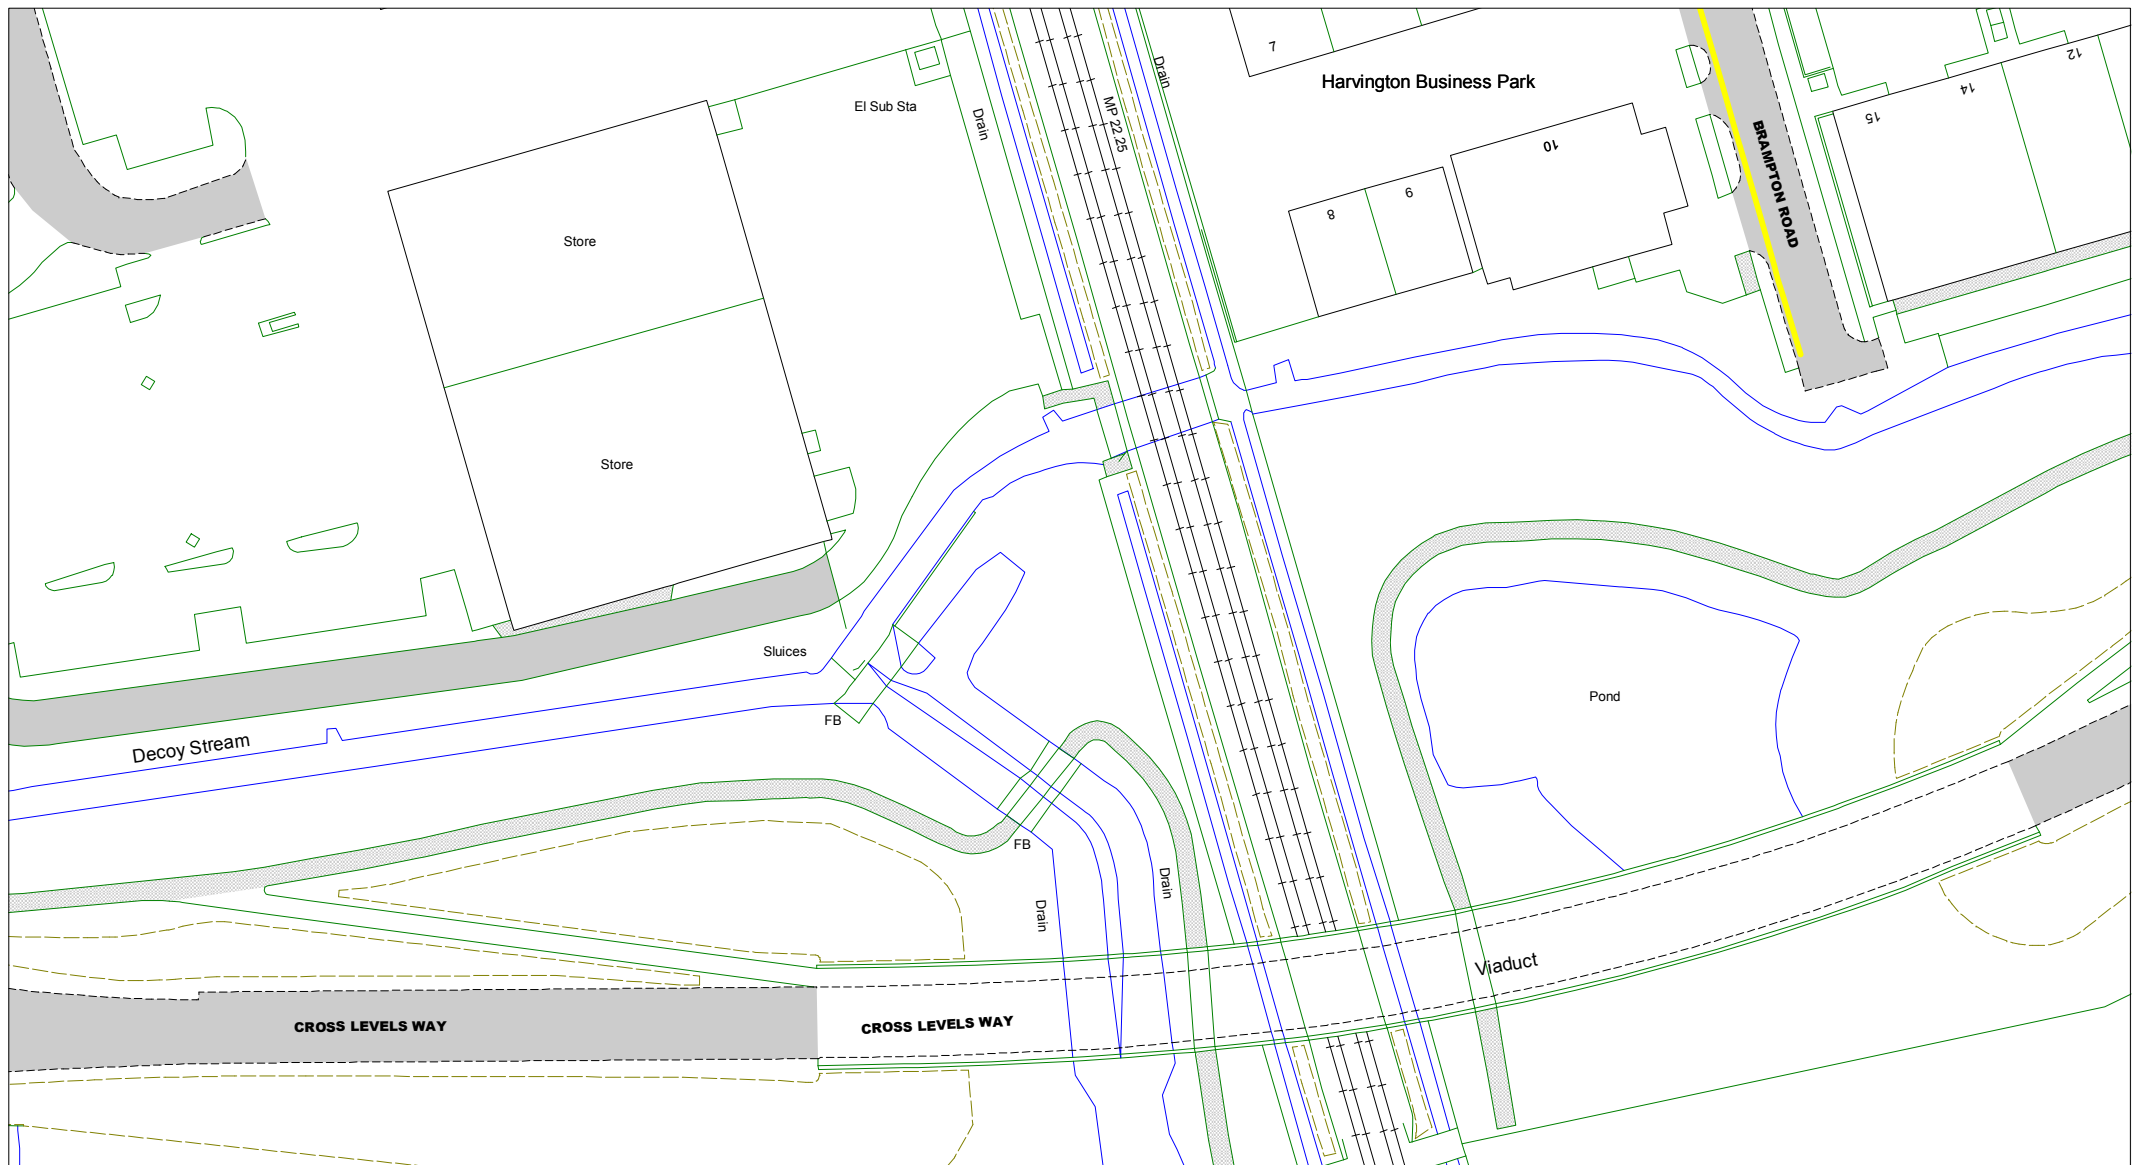 7
Harvington Business Park
12
14
15
El Sub Sta
Drain
Drain
MP 22.25
10
9
8
BRAMPTON ROAD
Store
Store
Sluices
FB
Pond
Decoy Stream
FB
Drain
Drain
Viaduct
CROSS LEVELS WAY
CROSS LEVELS WAY